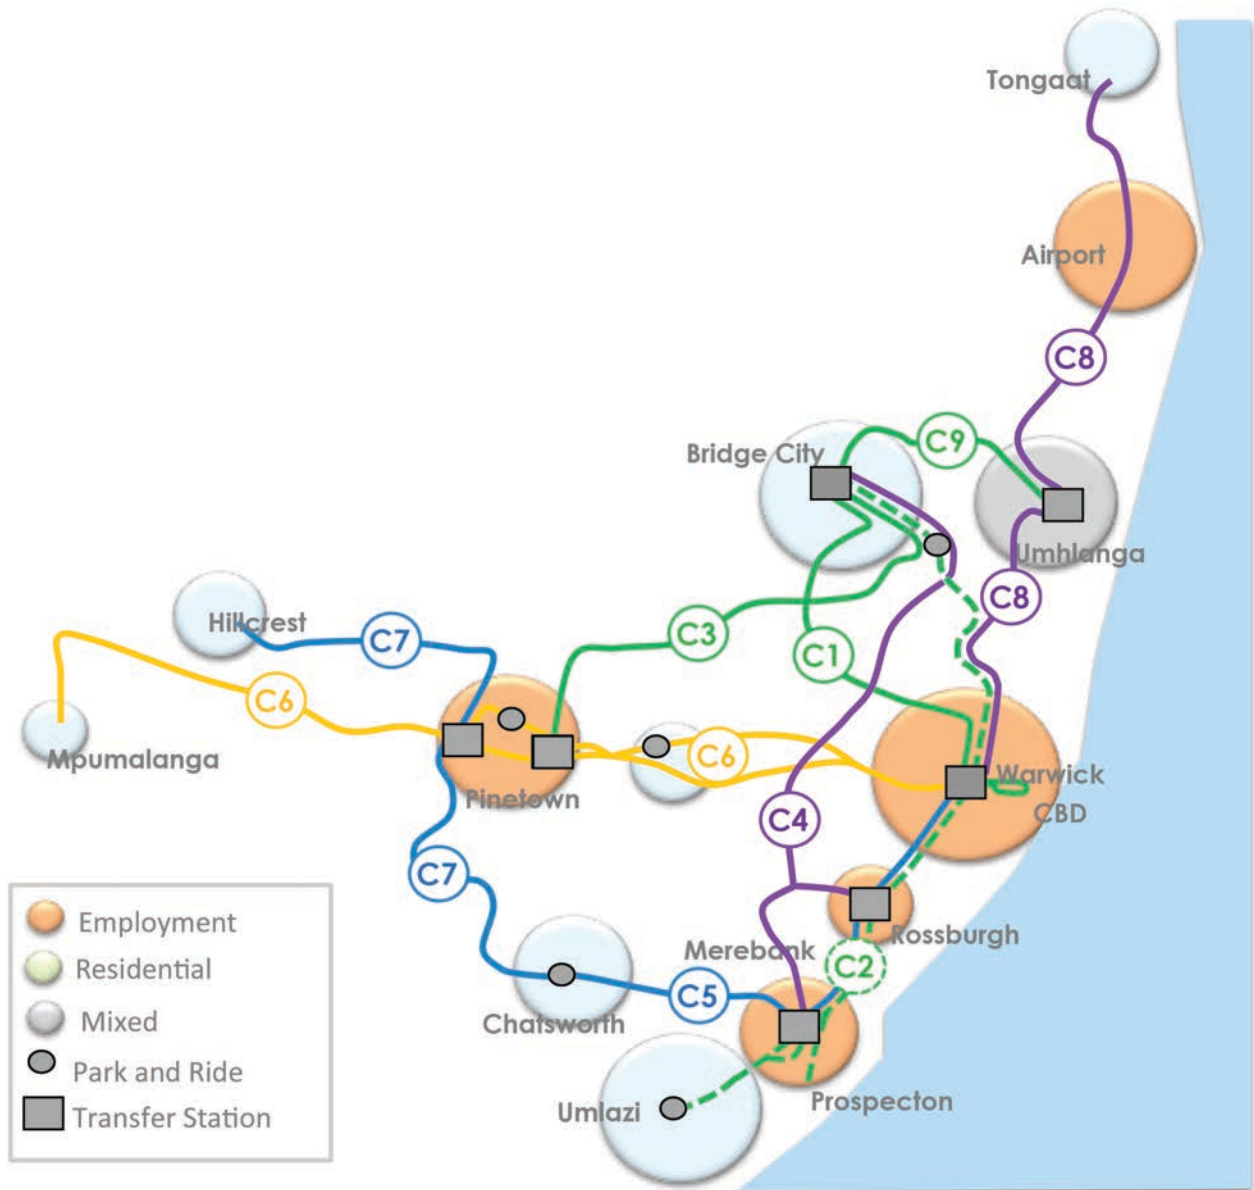 Tongaat
Airport
C8
C9
Bridge City
Umhlanga
C8
Hillcrest
C7
C3
C1
C6
Mpumalanga
C6
Warwick
CBD
Pinetown
C4
C7
Rossburgh
Merebank
C2
C5
Chatsworth
Prospecton
Umlazi
Employment
Residential
Mixed
Park and Ride
Transfer Station